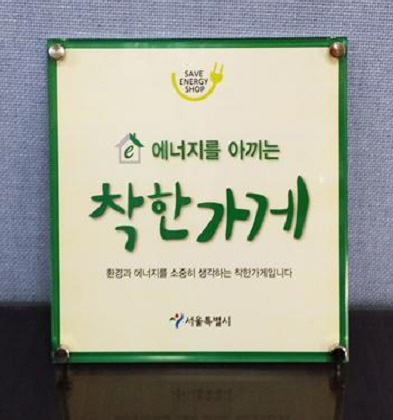 SAVE
ENERGY
SHOP
e 에너지를 아끼는
착한가게
환경과 에너지를 소중히 생각하는 착한가게입니다
서울특별시